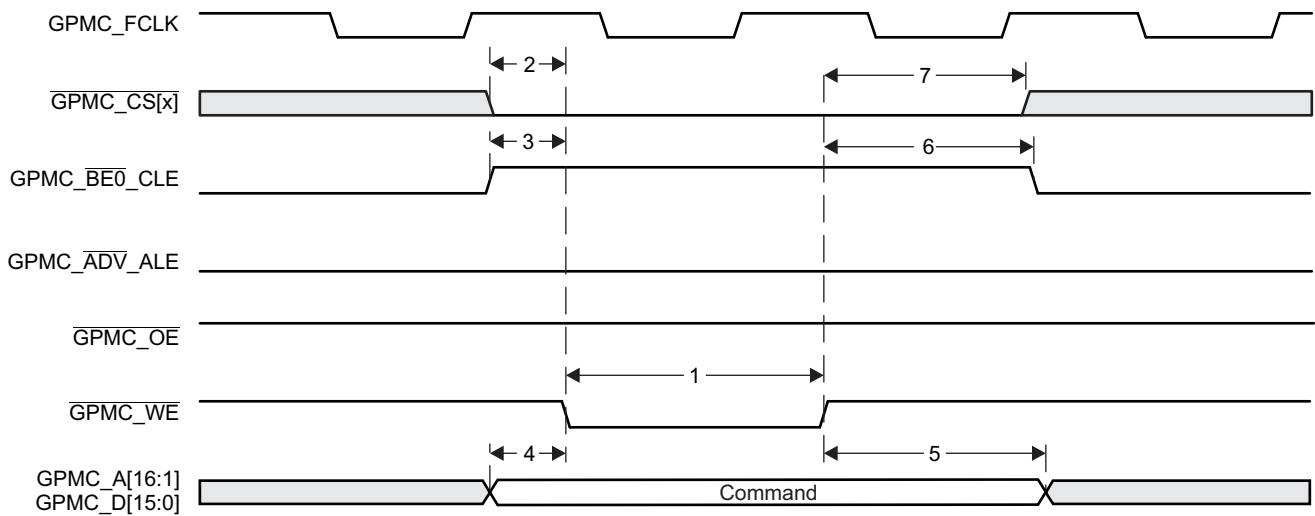 GPMC_FCLK
2
7
GPMC_CS[x]
3
6
GPMC_BE0_CLE
GPMC_ADV_ALE
GPMC_OE
1
GPMC_WE
4
5
GPMC_A[16:1]
GPMC_D[15:0]
Command